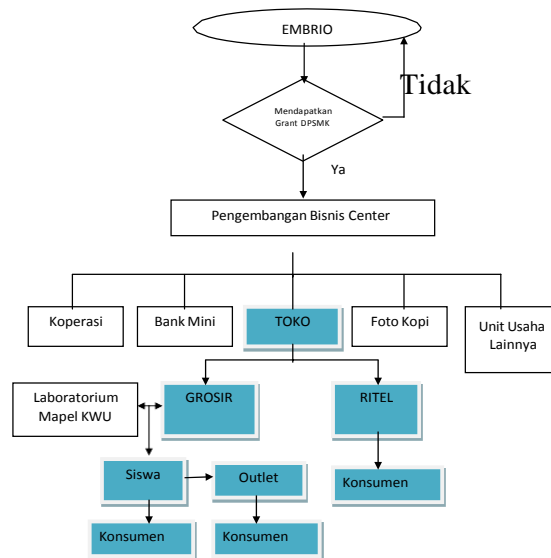 EMBRIO
Tidak
Mendapatkan
Grant DPSMK
Ya
Pengembangan Bisnis Center
Koperasi
Bank Mini
TOKO
Foto Kopi
Unit Usaha
Lainnya
Laboratorium
Mapel KWU
GROSIR
RITEL
Siswa
Outlet
Konsumen
Konsumen
Konsumen